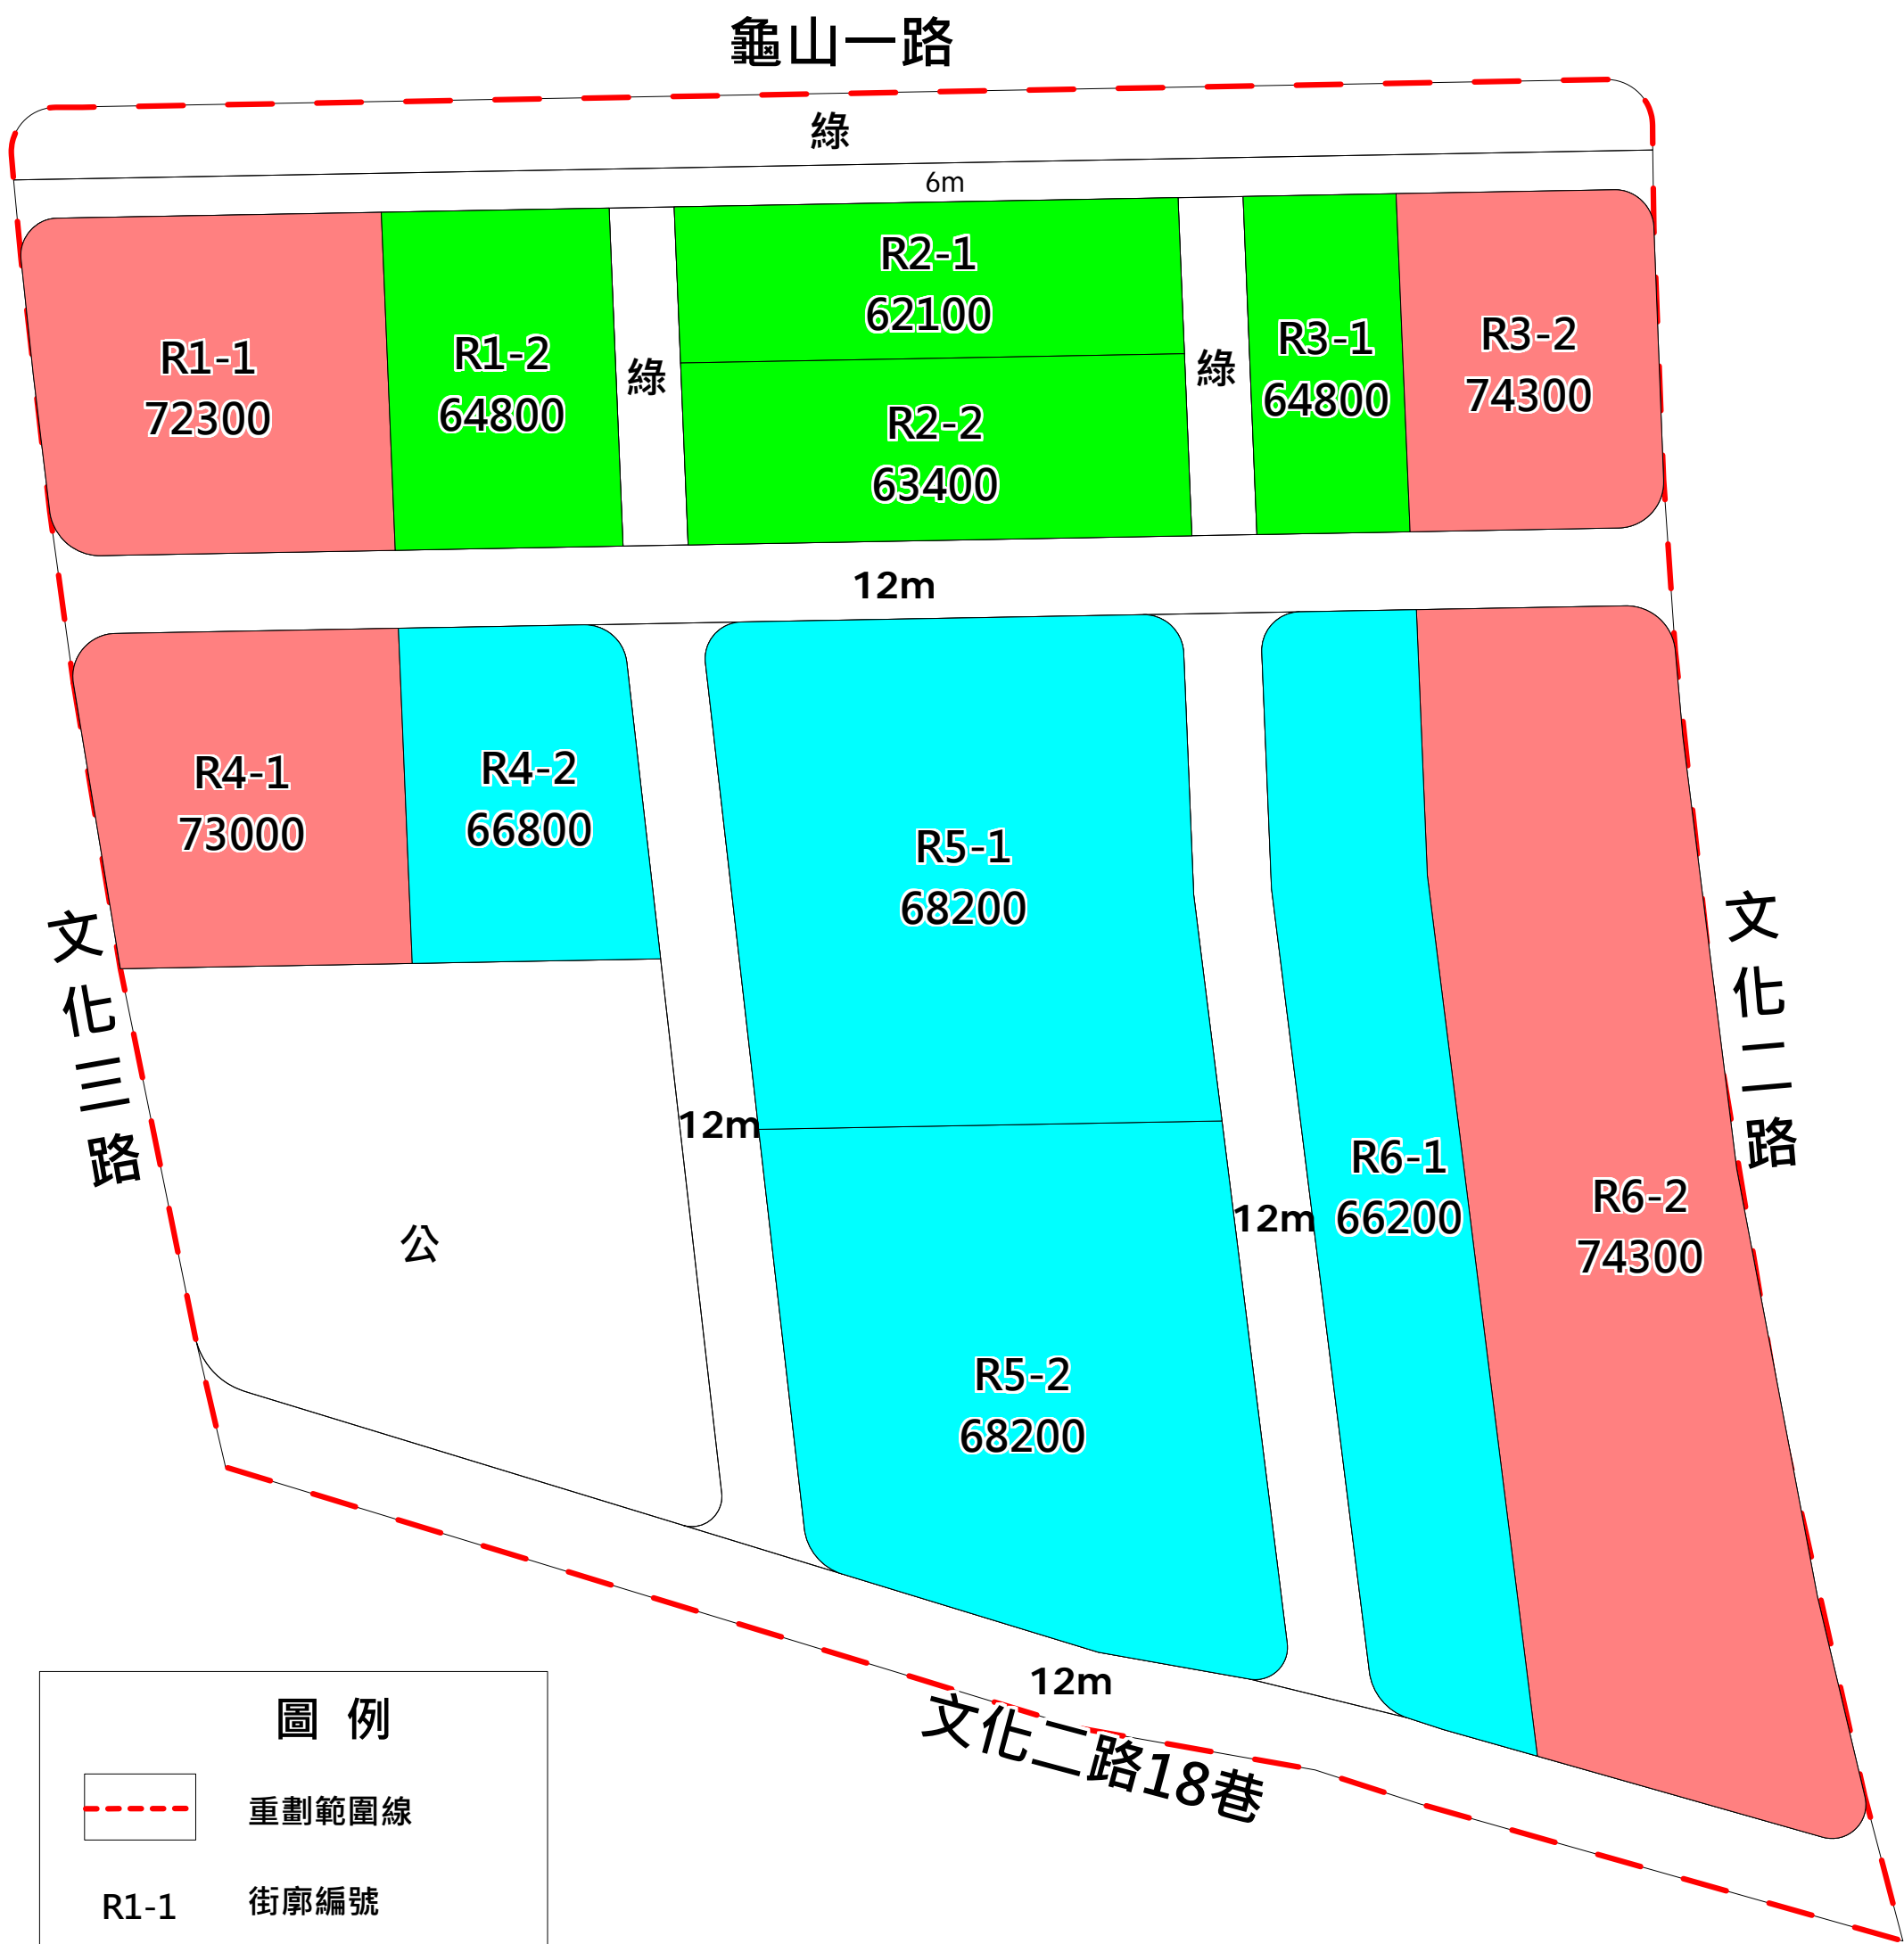 龜山一路
綠
6m
R1-1
72300
R1-2
64800
綠
R2-1
62100
R2-2
63400
綠
R3-1
64800
R3-2
74300
12m
R4-1
73000
R4-2
66800
R5-1
68200
文化三路
文化二路
12m
公
R6-1
66200
12m
R6-2
74300
R5-2
68200
12m
文化二路18巷
圖 例
重劃範圍線
R1-1
街廓編號